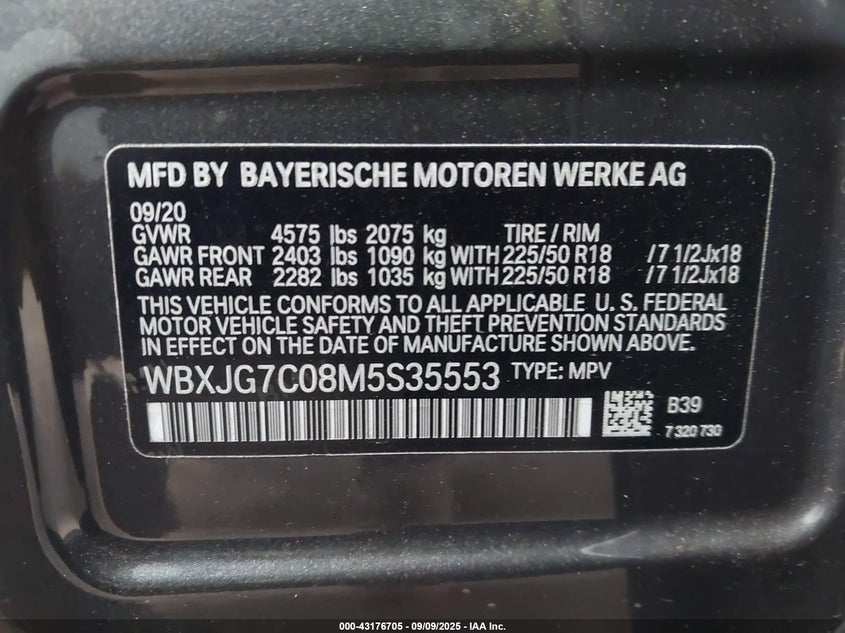 MFD BY BAYERISCHE MOTOREN WERKE AG
09/20
GVWR 4575 lbs 2075 kg TIRE / RIM
GAWR FRONT 2403 lbs 1090 kg WITH 225/50 R18 /7 1/2Jx18
GAWR REAR 2282 lbs 1035 kg WITH 225/50 R18 /7 1/2Jx18
THIS VEHICLE CONFORMS TO ALL APPLICABLE U. S. FEDERAL
MOTOR VEHICLE SAFETY AND THEFT PREVENTION STANDARDS
IN EFFECT ON THE DATE OF MANUFACTURE SHOWN ABOVE.
WBXJG7C08M5S35553 TYPE: MPV
B39
7 320 730
000-43176705 - 09/09/2025 - IAA Inc.